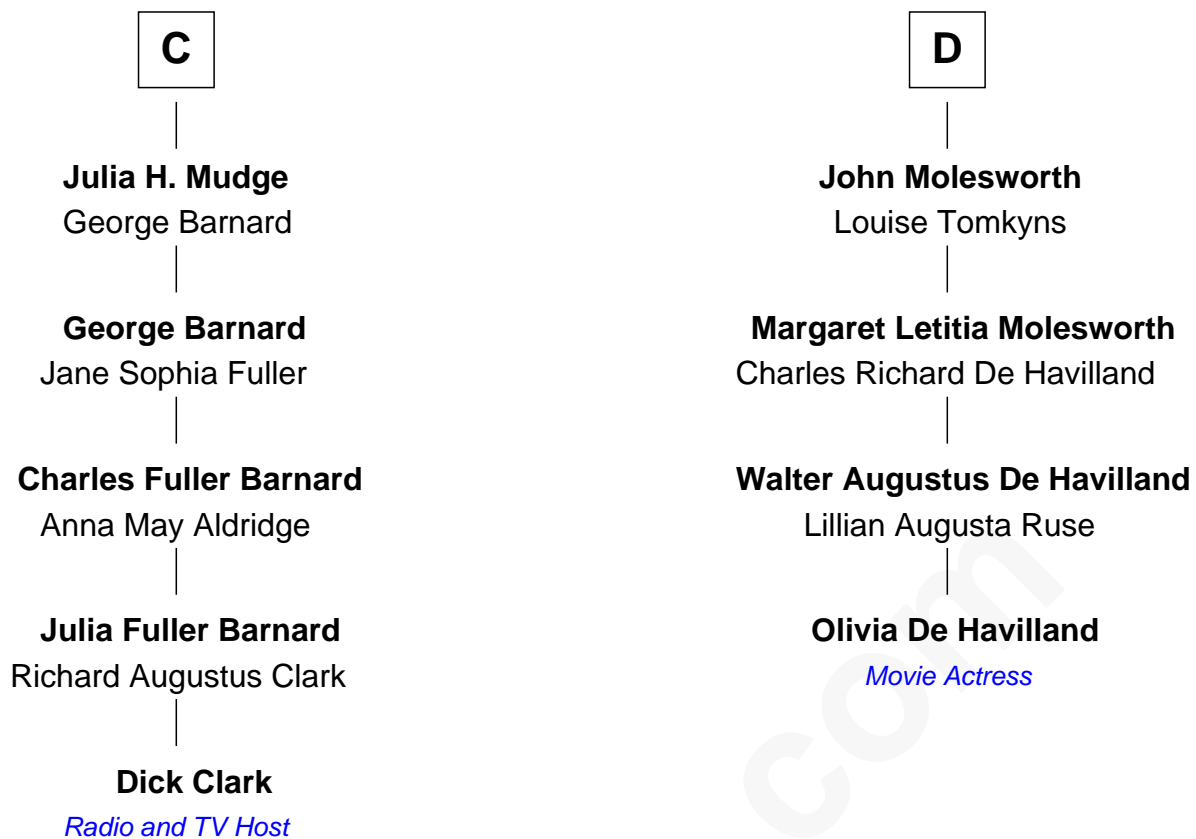 C
Julia H. Mudge
George Barnard
George Barnard
Jane Sophia Fuller
Charles Fuller Barnard
Anna May Aldridge
Julia Fuller Barnard
Richard Augustus Clark
Dick Clark
Radio and TV Host
D
John Molesworth
Louise Tomkyns
Margaret Letitia Molesworth
Charles Richard De Havilland
Walter Augustus De Havilland
Lillian Augusta Ruse
Olivia De Havilland
Movie Actress
com